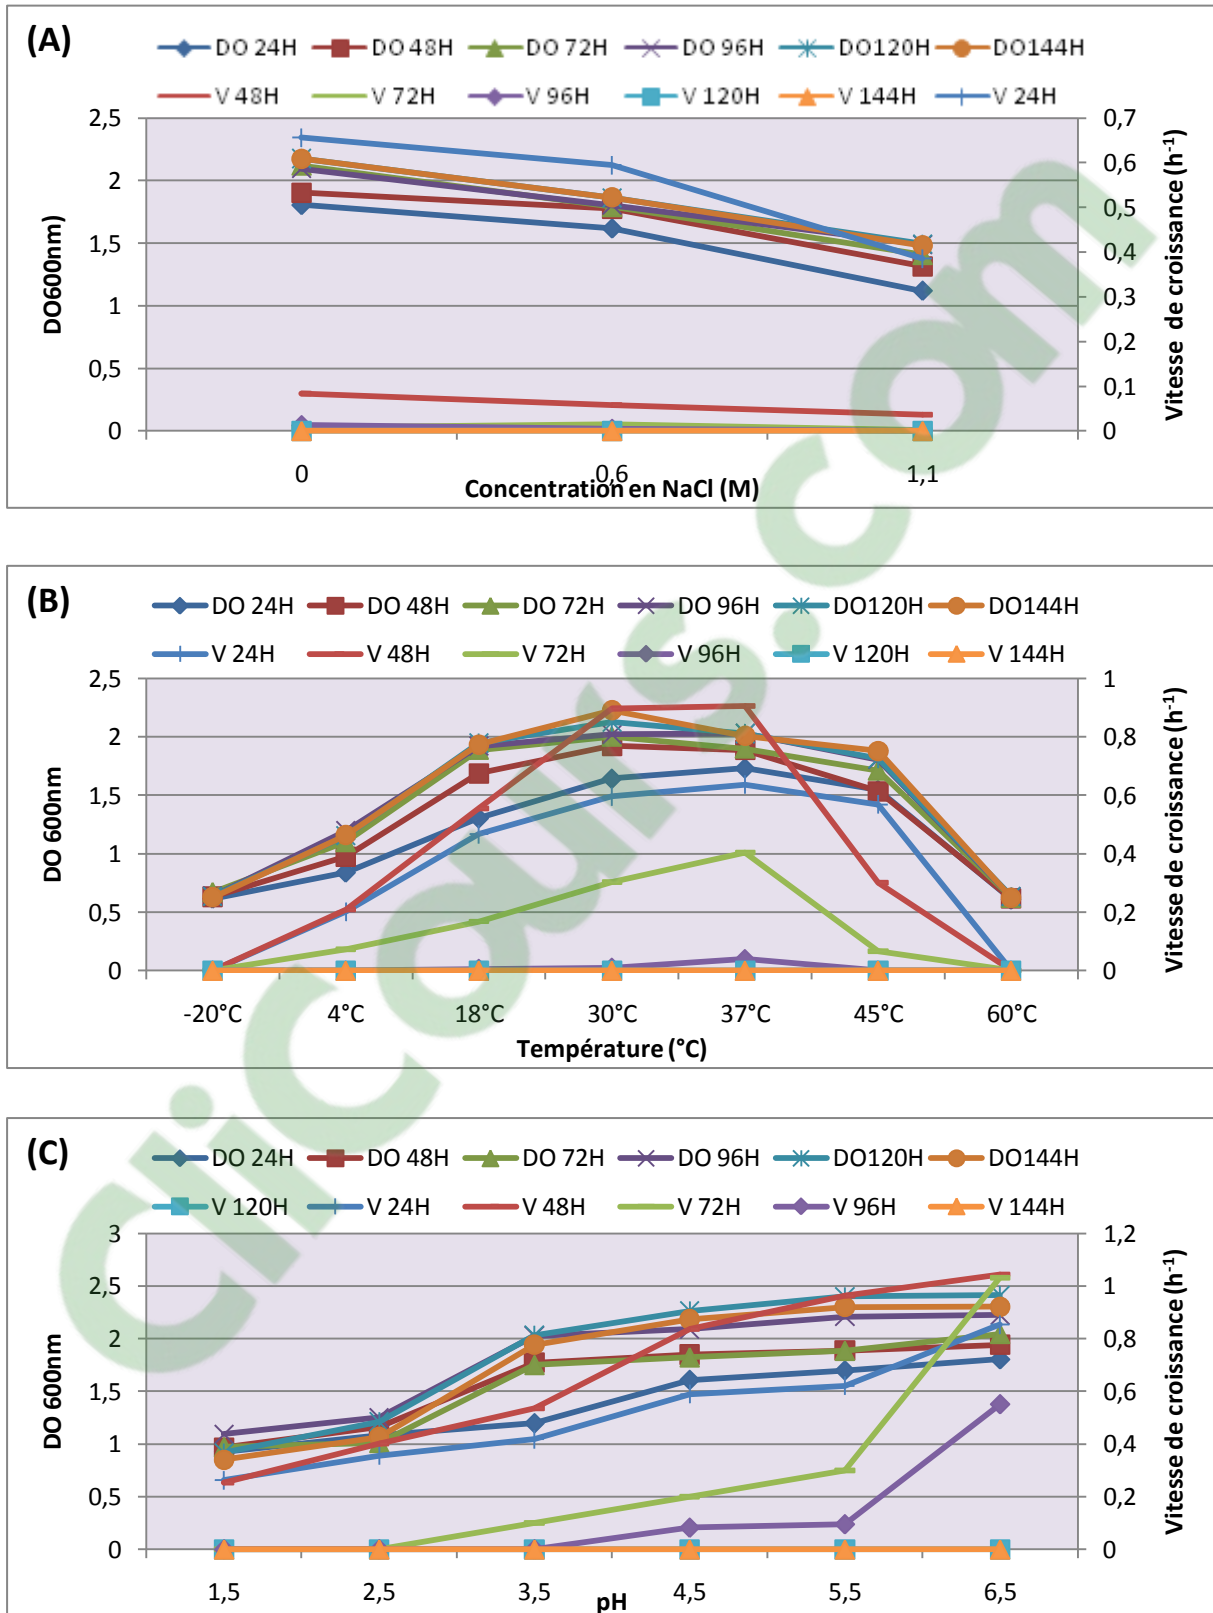 (A)
DO 24H DO 48H DO 72H DO 96H DO120H DO144H
V 48H V 72H V 96H V 120H V 144H V 24H
2,5
2
1,5
1
0,5
0
DO600nm)
0,7
0,6
0,5
0,4
0,3
0,2
0,1
0
Vitesse de croissance (h-1)
0 0,6 1,1
Concentration en NaCl (M)
(B)
DO 24H DO 48H DO 72H DO 96H DO120H DO144H
V 24H V 48H V 72H V 96H V 120H V 144H
2,5
2
1,5
1
0,5
0
DO 600nm
1
0,8
0,6
0,4
0,2
0
Vitesse de croissance (h-1)
-20°C 4°C 18°C 30°C 37°C 45°C 60°C
Température (°C)
(C)
DO 24H DO 48H DO 72H DO 96H DO120H DO144H
V 120H V 24H V 48H V 72H V 96H V 144H
3
2,5
2
1,5
1
0,5
0
DO 600nm
1,2
1
0,8
0,6
0,4
0,2
0
Vitesse de croissance (h-1)
1,5 2,5 3,5 4,5 5,5 6,5
pH
Clicours.com